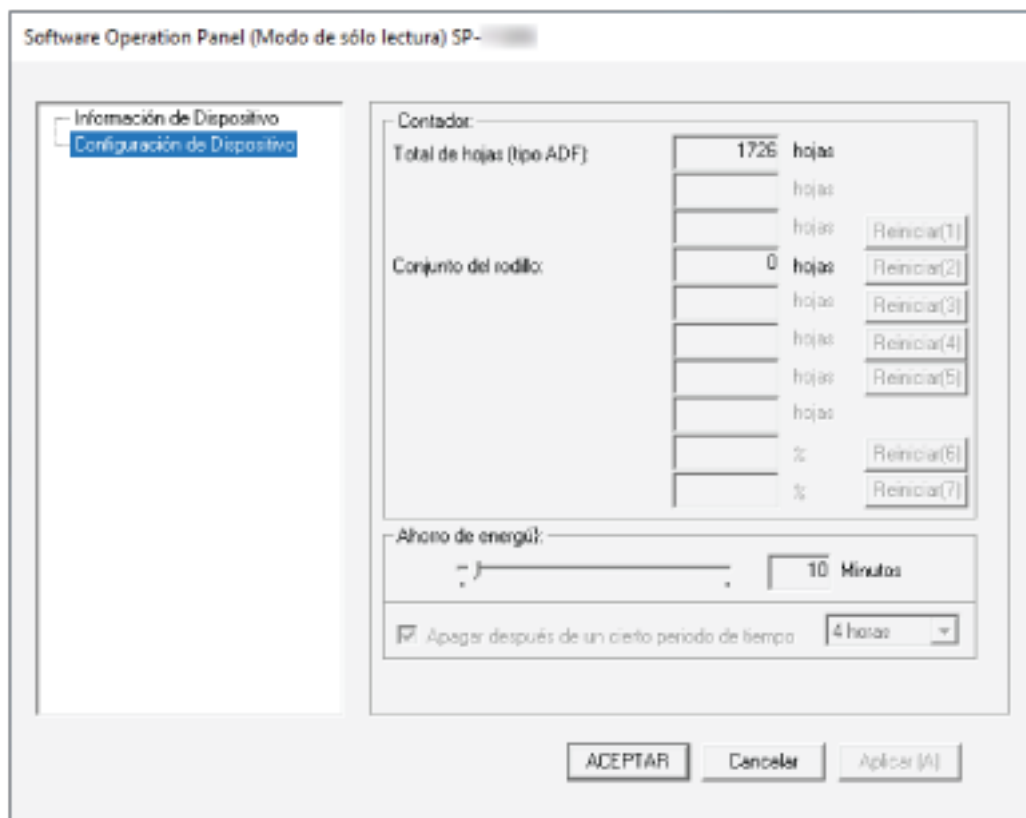 Software Operation Panel (Modo de sólo lectura) SP-
Información de Dispositivo
Configuración de Dispositivo
Contador:
Total de hojas (tipo ADF): 1726 hojas
hojas
hojas Reiniciar(1)
Conjunto del rodillo: 0 hojas Reiniciar(2)
hojas Reiniciar(3)
hojas Reiniciar(4)
hojas Reiniciar(5)
hojas
% Reiniciar(6)
% Reiniciar(7)
Ahorro de energú}:
10 Minutos
Apagar después de un cierto periodo de tiempo 4 horas
ACEPTAR Cancelar Aplicar (A)